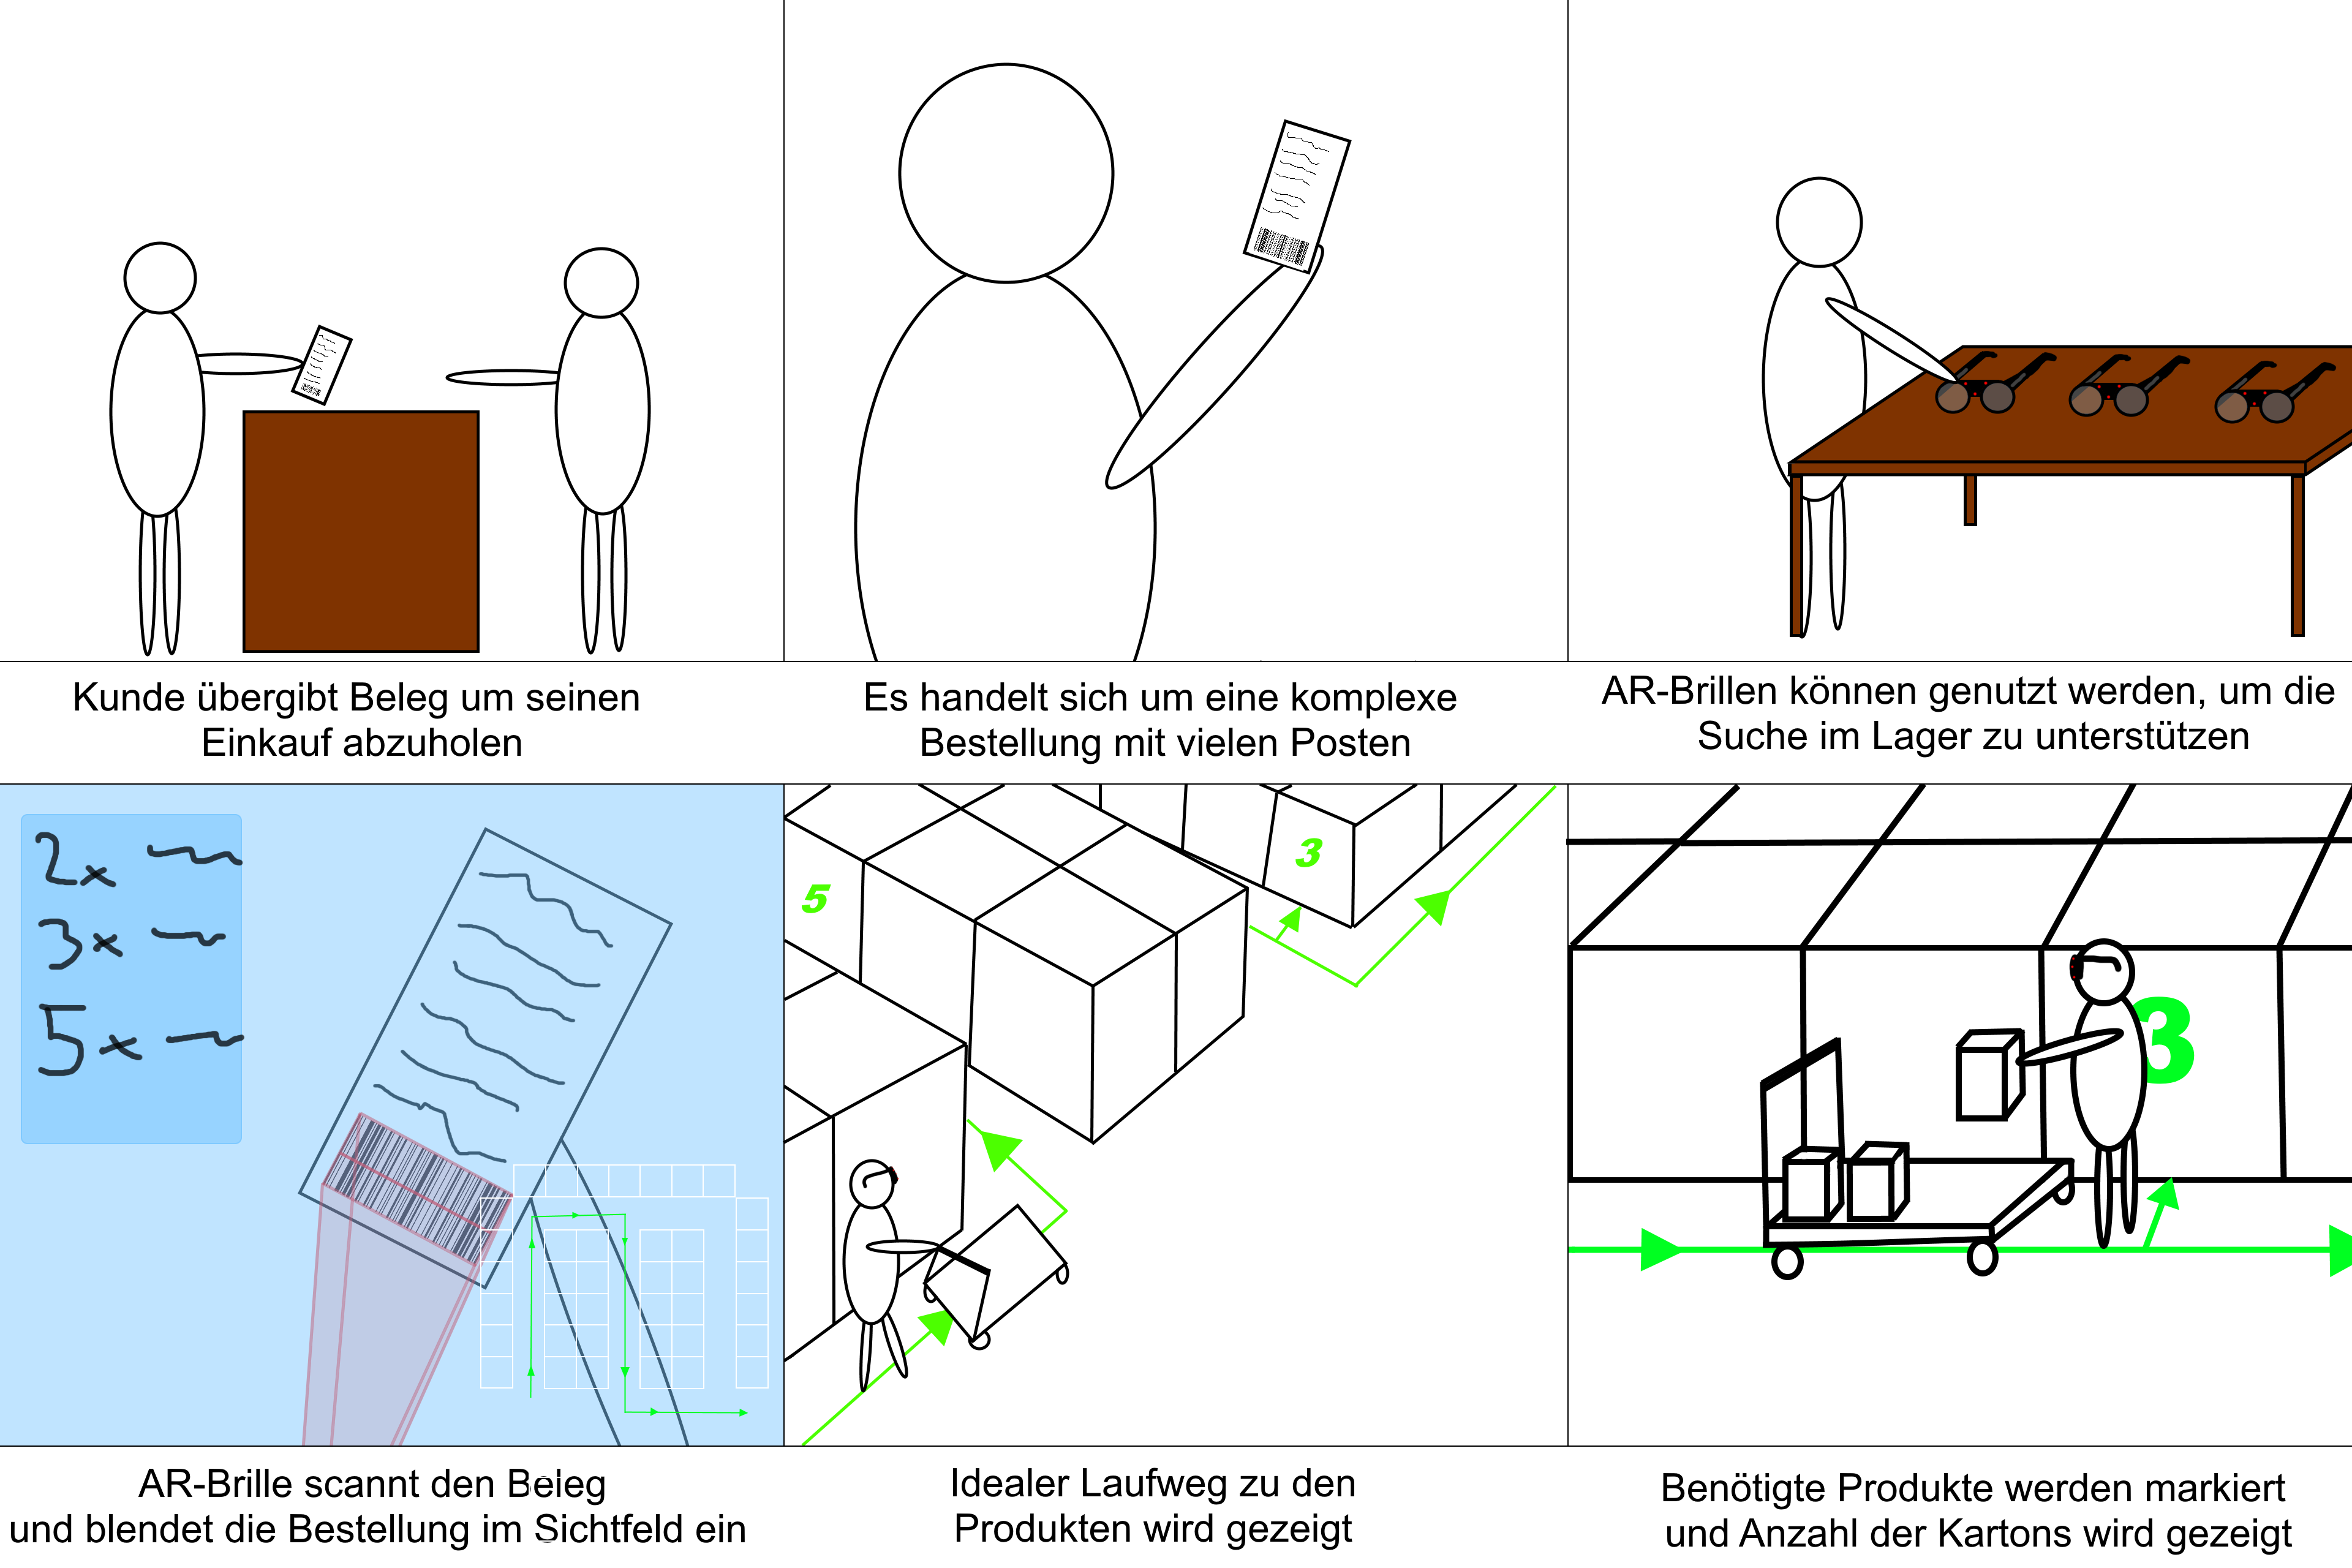 Kunde übergibt Beleg um seinen
Einkauf abzuholen
Es handelt sich um eine komplexe
Bestellung mit vielen Posten
AR-Brillen können genutzt werden, um die
Suche im Lager zu unterstützen
2x
3x
5x
5
3
3
AR-Brille scannt den Beieg
und blendet die Bestellung im Sichtfeld ein
Idealer Laufweg zu den
Produkten wird gezeigt
Benötigte Produkte werden markiert
und Anzahl der Kartons wird gezeigt